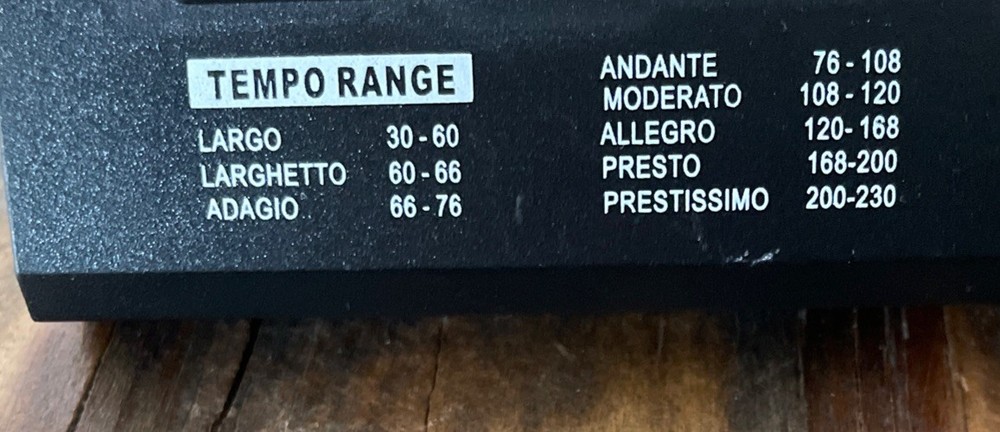 TEMPO RANGE
LARGO 30 - 60
LARGHETTO 60 - 66
ADAGIO 66 - 76
ANDANTE 76 - 108
MODERATO 108 - 120
ALLEGRO 120- 168
PRESTO 168-200
PRESTISSIMO 200-230